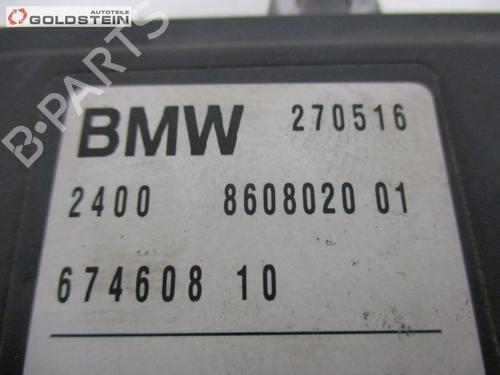 AUTOTEILE
GOLDSTEIN
B-PARTS
BMW 270516
2400 8608020 01
674608 10